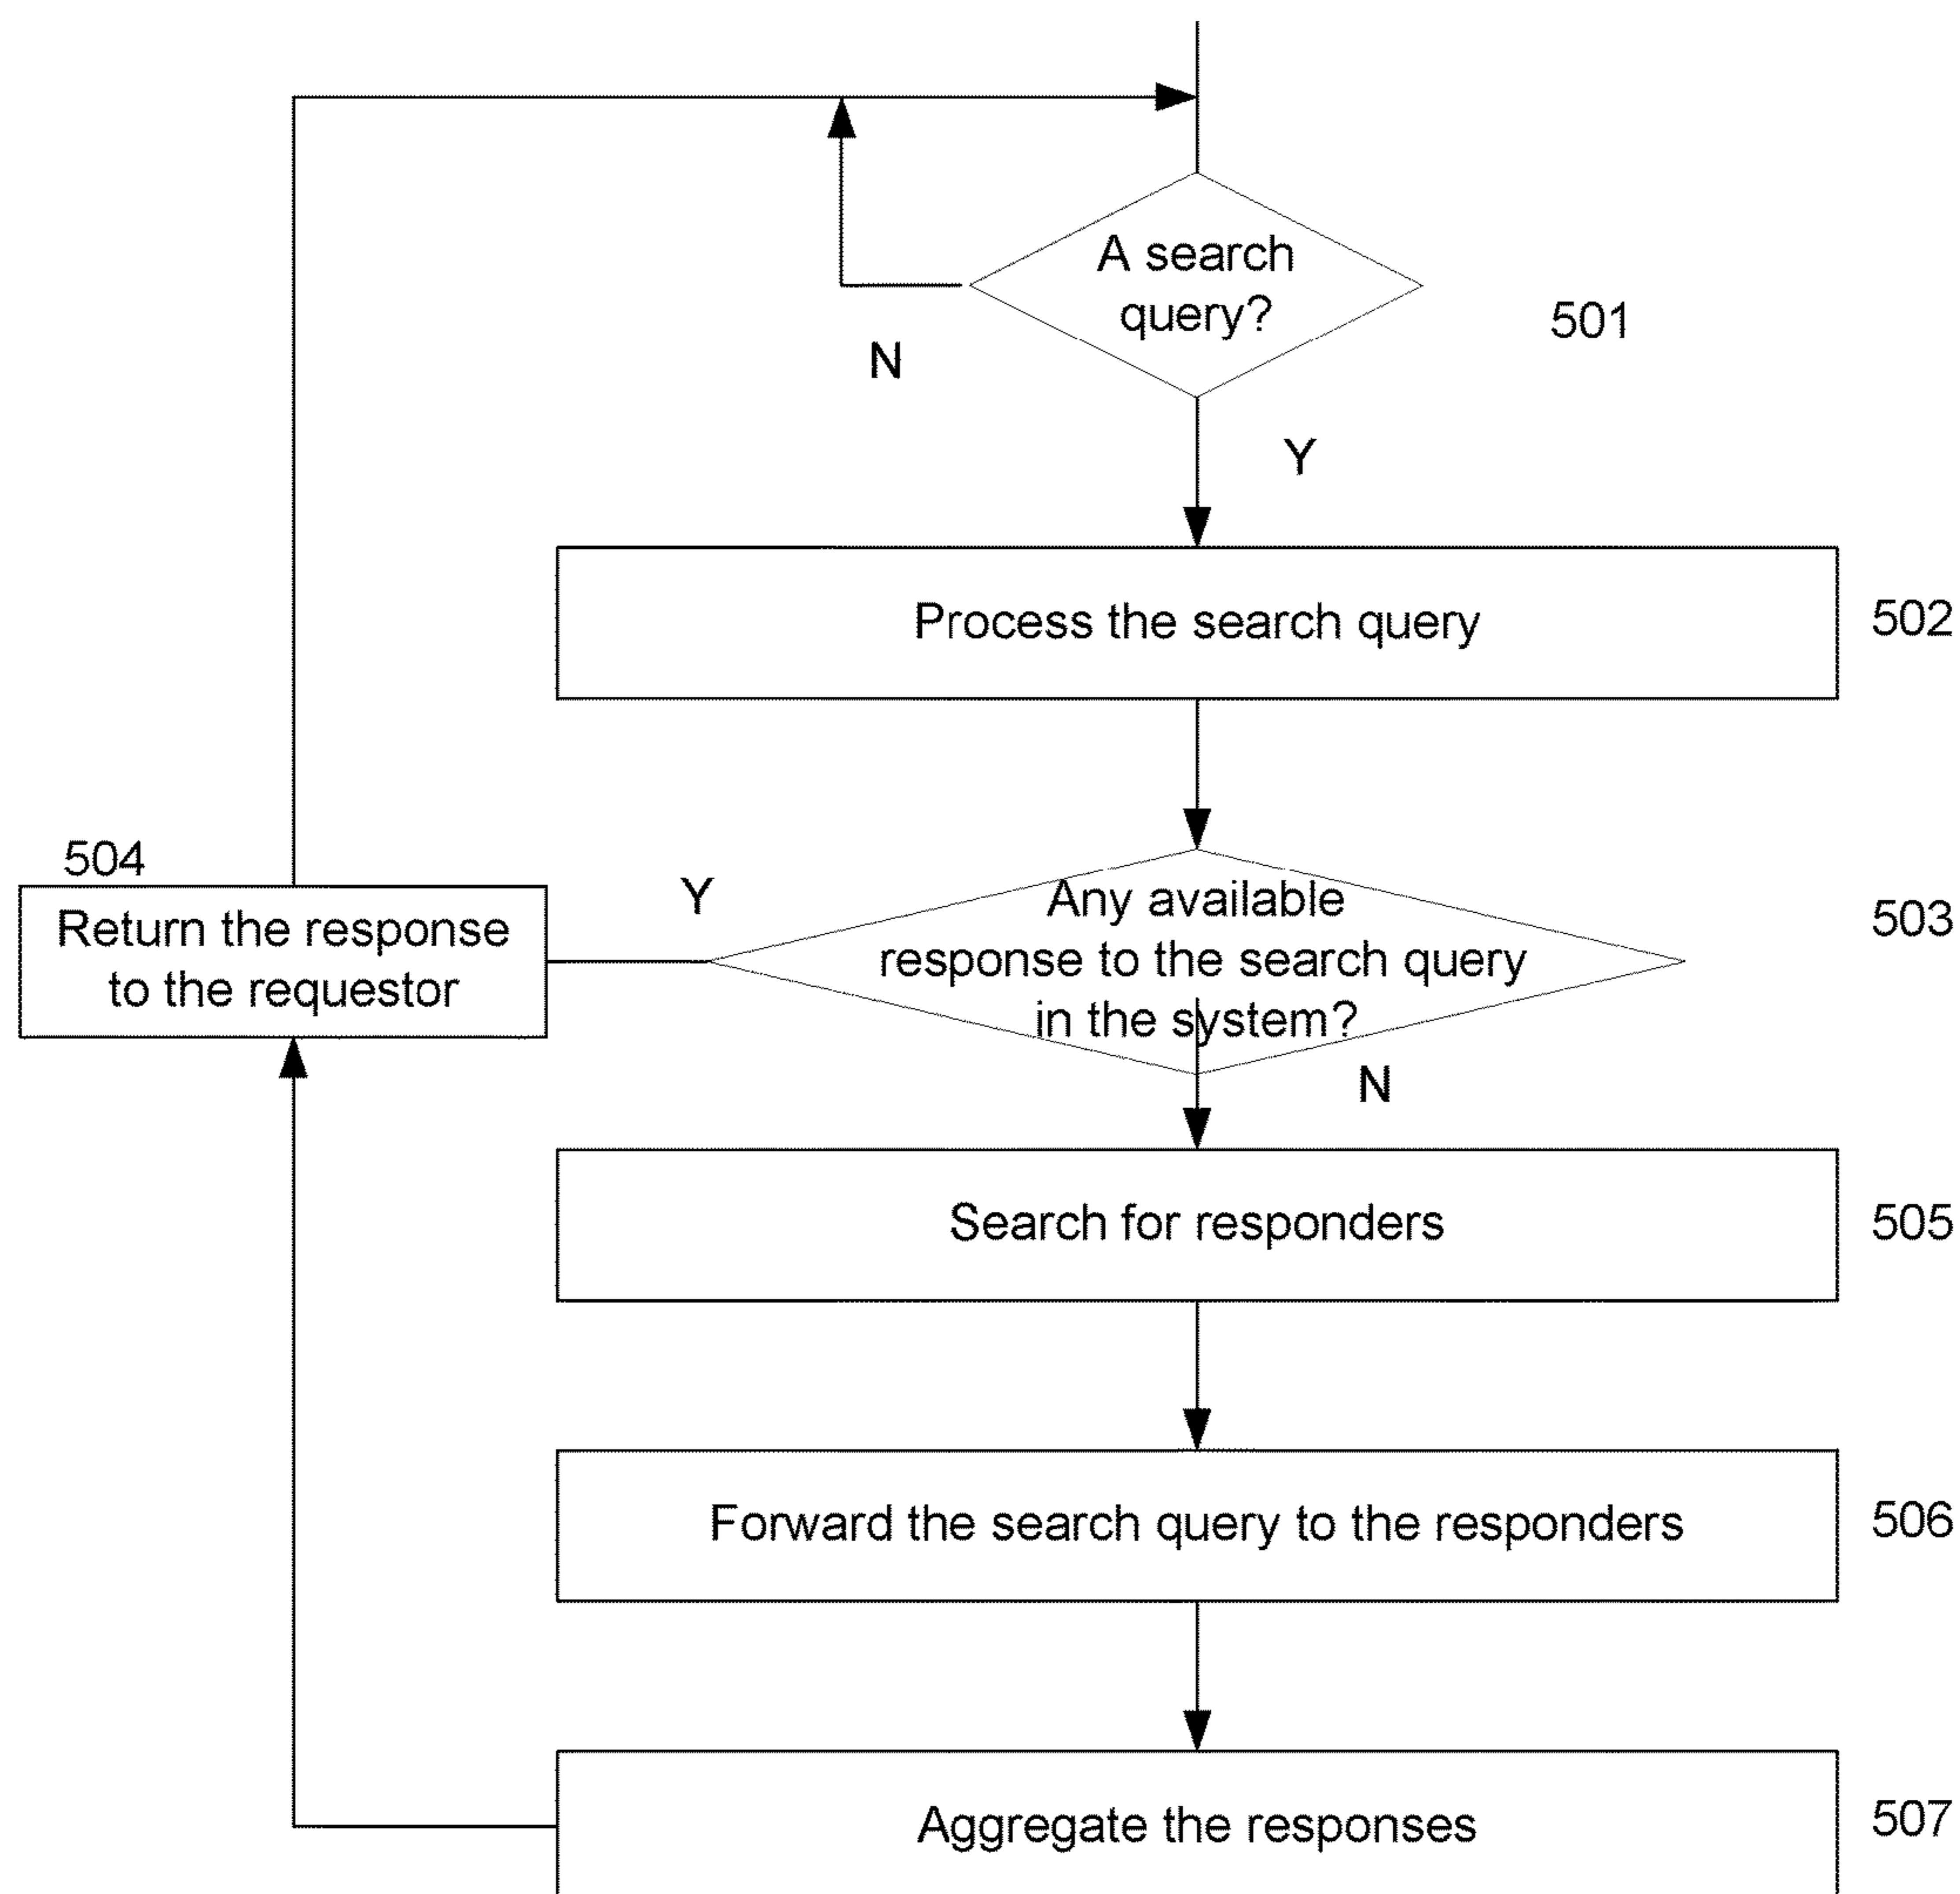 A search
query?
501
N
Y
Process the search query
502
504
Return the response
to the requestor
Y
Any available
response to the search query
in the system?
503
N
Search for responders
505
Forward the search query to the responders
506
Aggregate the responses
507